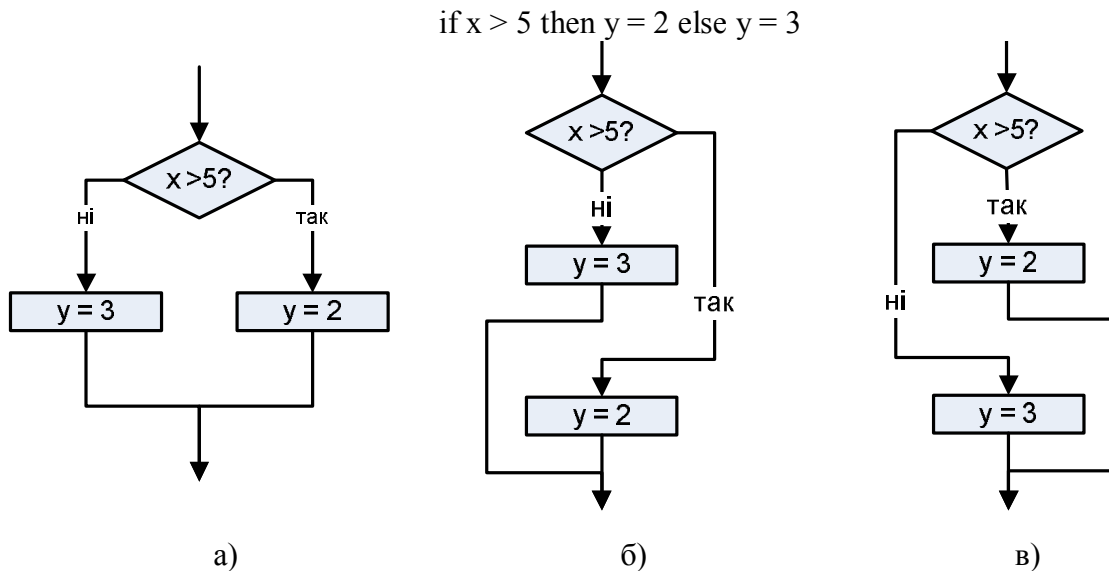 if x > 5 then y = 2 else y = 3
x >5?
ні
так
y = 3
y = 2
а)
x >5?
ні
y = 3
так
y = 2
б)
x >5?
так
y = 2
ні
y = 3
в)